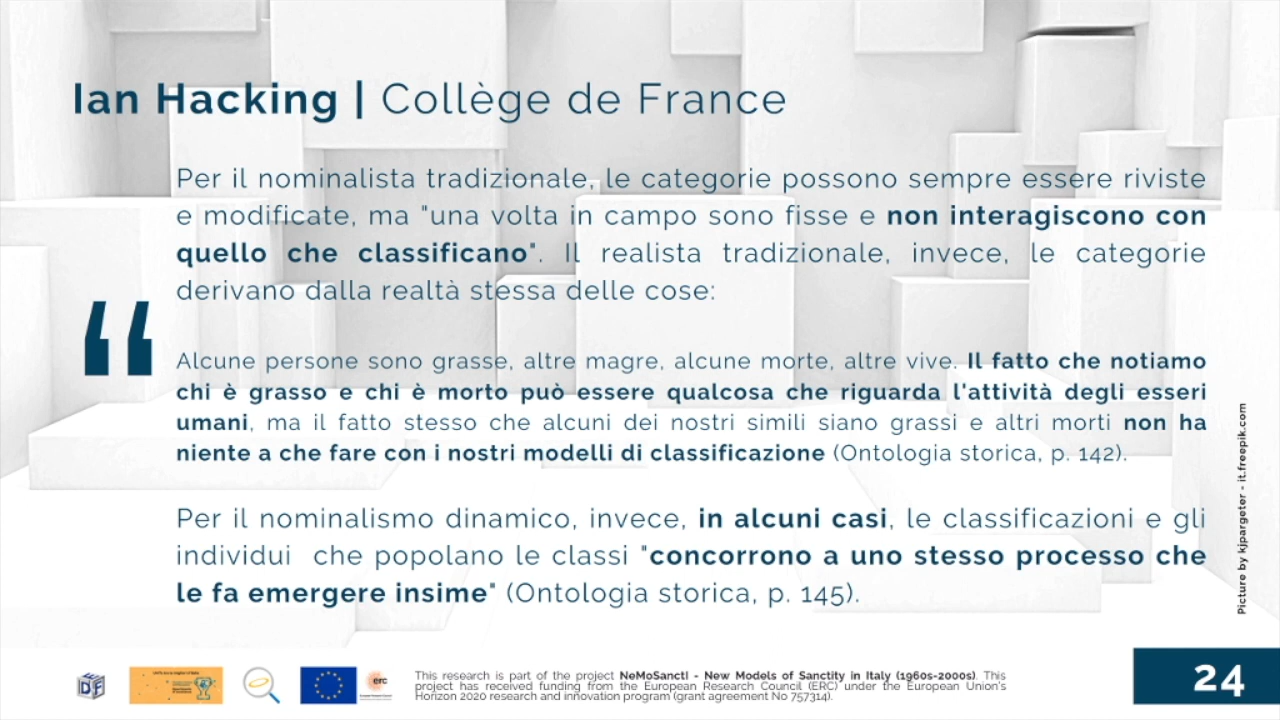 Ian Hacking | Collège de France
Per il nominalista tradizionale, le categorie possono sempre essere riviste
e modificate, ma "una volta in campo sono fisse e non interagiscono con
quello che classificano". Il realista tradizionale, invece, le categorie
derivano dalla realtà stessa delle cose:
“
Alcune persone sono grasse, altre magre, alcune morte, altre vive. Il fatto che notiamo
chi è grasso e chi è morto può essere qualcosa che riguarda l'attività degli esseri
umani, ma il fatto stesso che alcuni dei nostri simili siano grassi e altri morti non ha
niente a che fare con i nostri modelli di classificazione (Ontologia storica, p. 142).
Per il nominalismo dinamico, invece, in alcuni casi, le classificazioni e gli
individui che popolano le classi "concorrono a uno stesso processo che
le fa emergere insime" (Ontologia storica, p. 145).
Picture by kjpargeter - it.freepik.com
erc
This research is part of the project NeMoSanctI - New Models of Sanctity in Italy (1960s-2000s). This
project has received funding from the European Research Council (ERC) under the European Union's
Horizon 2020 research and innovation program (grant agreement No 757314).
24